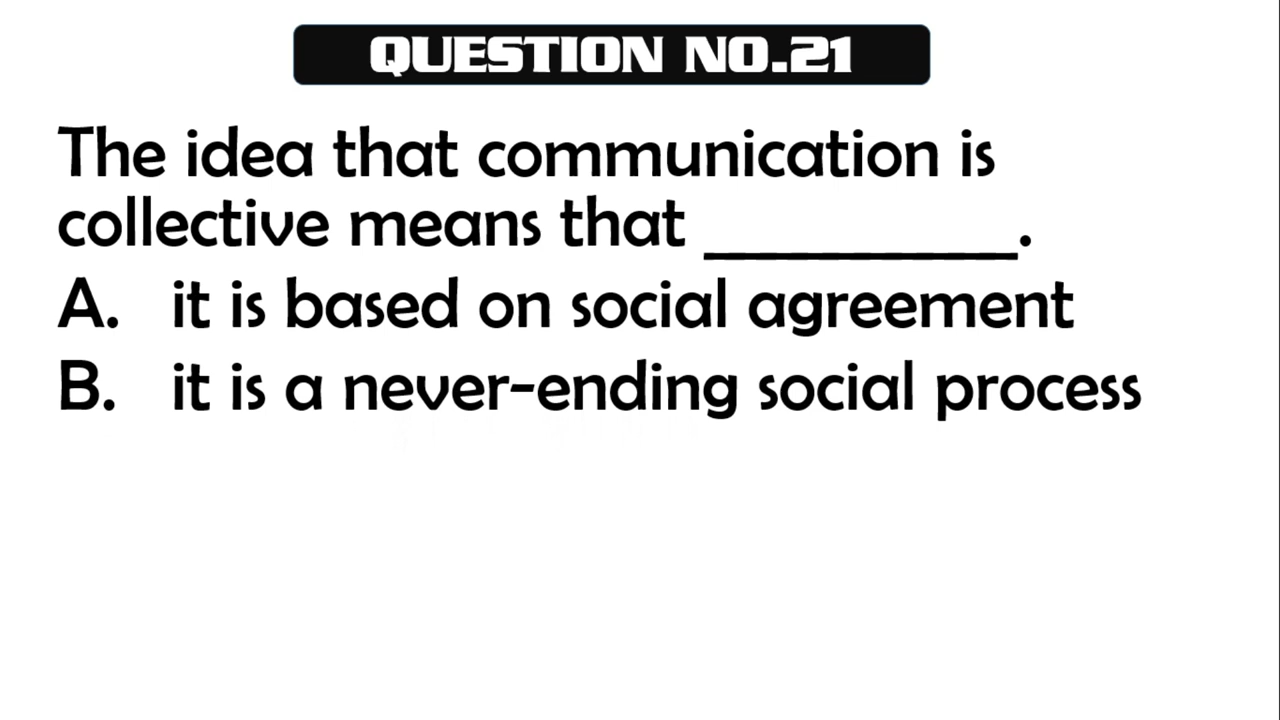 QUESTION NO.21
The idea that communication is
collective means that __________.
A. it is based on social agreement
B. it is a never-ending social process